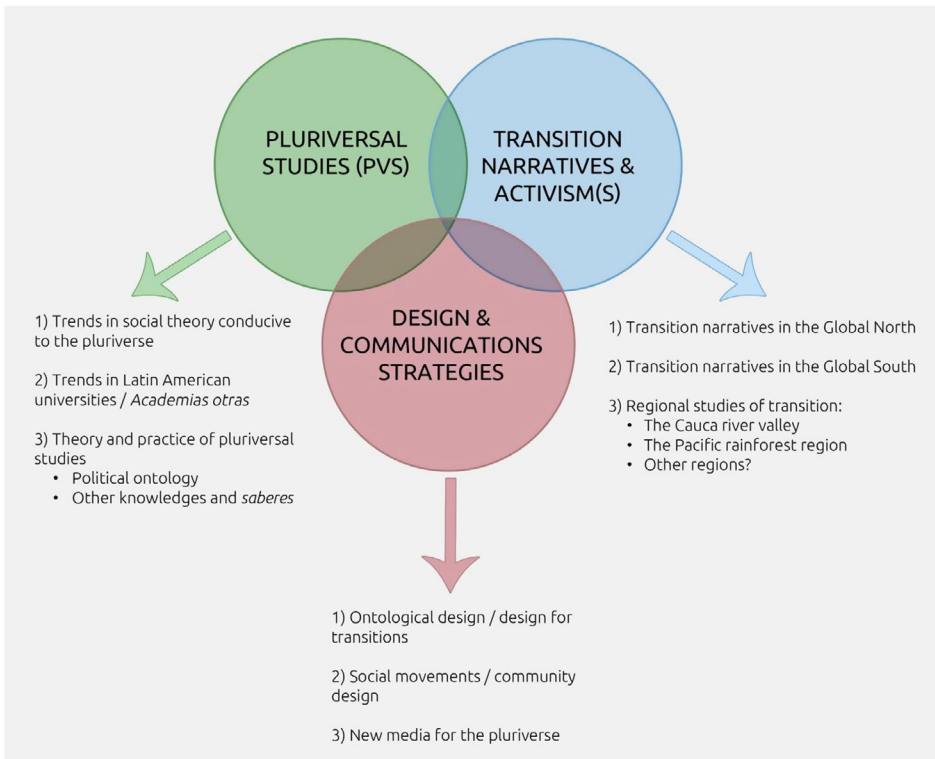 PLURIVERSAL
STUDIES (PVS)
TRANSITION
NARRATIVES &
ACTIVISM(S)
DESIGN &
COMMUNICATIONS
STRATEGIES
1) Trends in social theory conducive
to the pluriverse
2) Trends in Latin American
universities / Academias otras
3) Theory and practice of pluriversal
studies
• Political ontology
• Other knowledges and saberes
1) Transition narratives in the Global North
2) Transition narratives in the Global South
3) Regional studies of transition:
• The Cauca river valley
• The Pacific rainforest region
• Other regions?
1) Ontological design / design for
transitions
2) Social movements / community
design
3) New media for the pluriverse